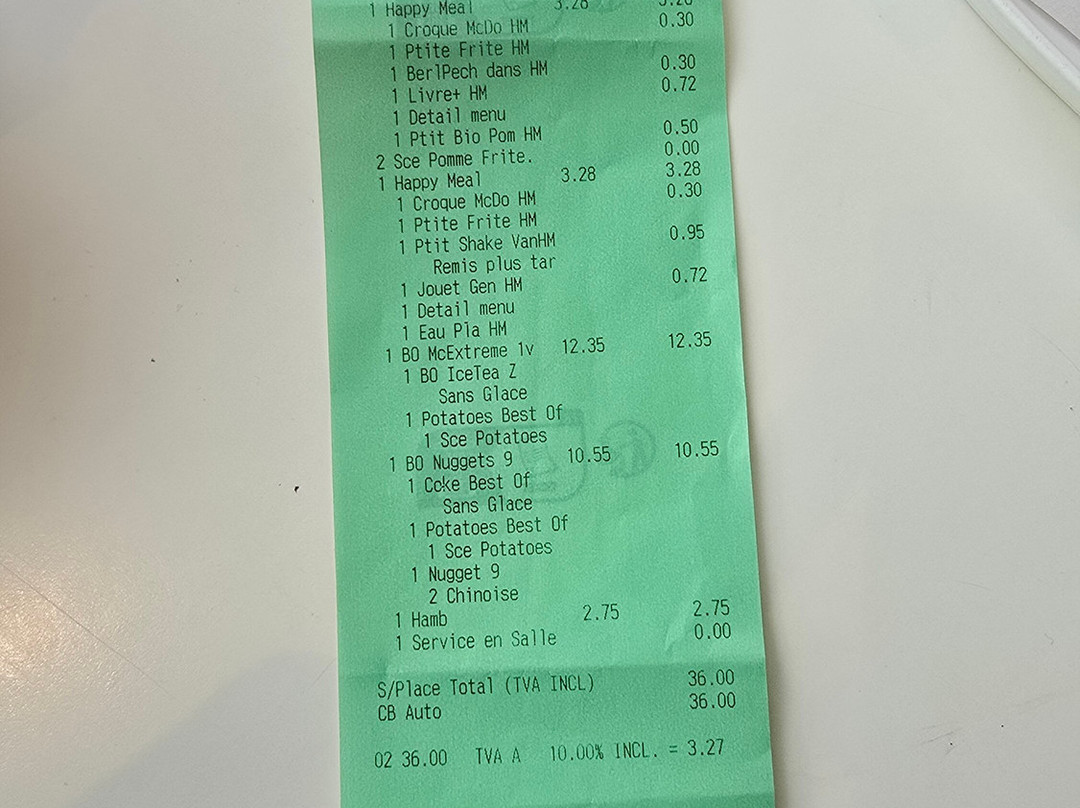 1 Happy Meal 3.28 3.28
1 Croque McDo HM 0.30
1 Ptite Frite HM
1 BerlPech dans HM 0.30
1 Livre+ HM 0.72
1 Detail menu
1 Ptit Bio Pom HM 0.50
2 Sce Pomme Frite. 0.00
1 Happy Meal 3.28 3.28
1 Croque McDo HM 0.30
1 Ptite Frite HM
1 Ptit Shake VanHM 0.95
Remis plus tar
1 Jouet Gen HM 0.72
1 Detail menu
1 Eau Pla HM
1 BO McExtreme 1v 12.35 12.35
1 BO IceTea Z
Sans Glace
1 Potatoes Best Of
1 Sce Potatoes
1 BO Nuggets 9 10.55 10.55
1 Coke Best Of
Sans Glace
1 Potatoes Best Of
1 Sce Potatoes
1 Nugget 9
2 Chinoise
1 Hamb 2.75 2.75
1 Service en Salle 0.00
S/Place Total (TVA INCL) 36.00
CB Auto 36.00
02 36.00 TVA A 10.00% INCL. = 3.27